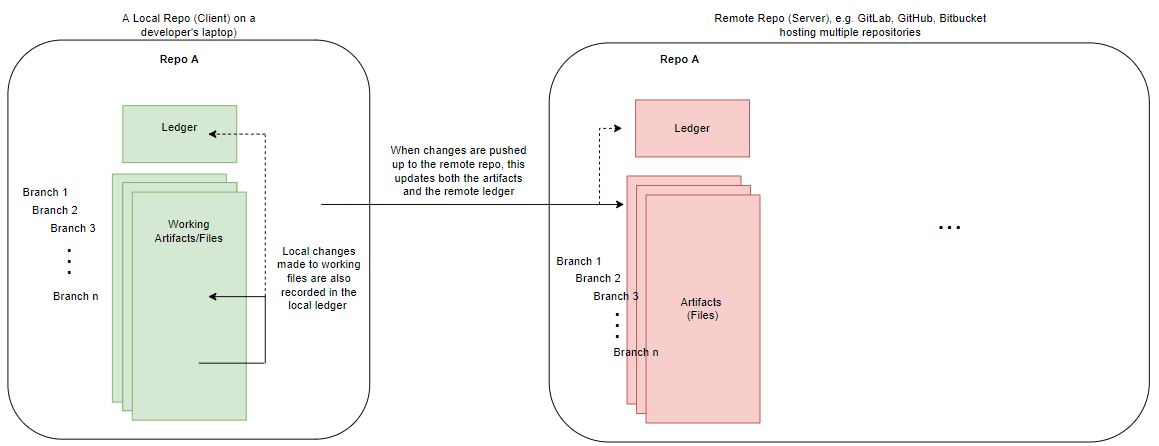 A Local Repo (Client) on a
developer's laptop)
Repo A
Ledger
Branch 1
Branch 2
Branch 3
Branch n
Working
Artifacts/Files
Local changes
made to working
files are also
recorded in the
local ledger
When changes are pushed
up to the remote repo, this
updates both the artifacts
and the remote ledger
Remote Repo (Server), e.g. GitLab, GitHub, Bitbucket
hosting multiple repositories
Repo A
Ledger
Branch 1
Branch 2
Branch 3
Branch n
Artifacts
(Files)
...